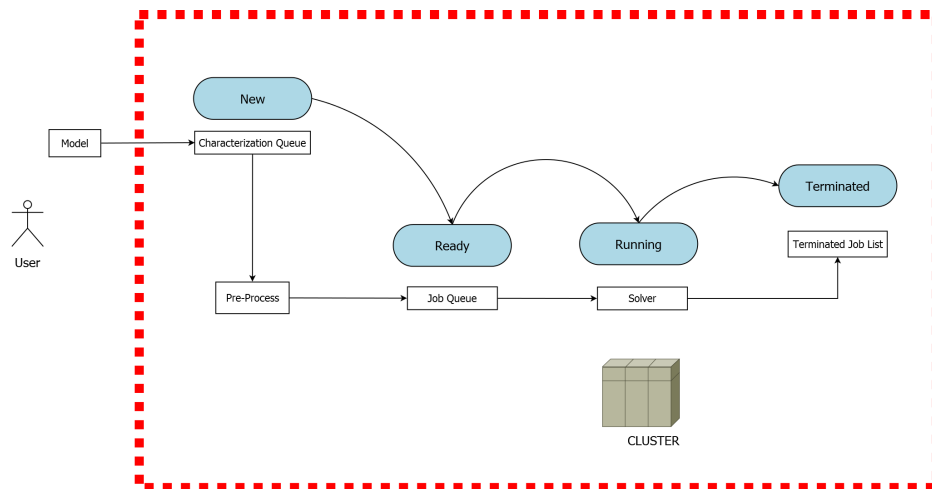 New
Model
Characterization Queue
Terminated
User
Ready
Running
Terminated Job List
Pre-Process
Job Queue
Solver
CLUSTER